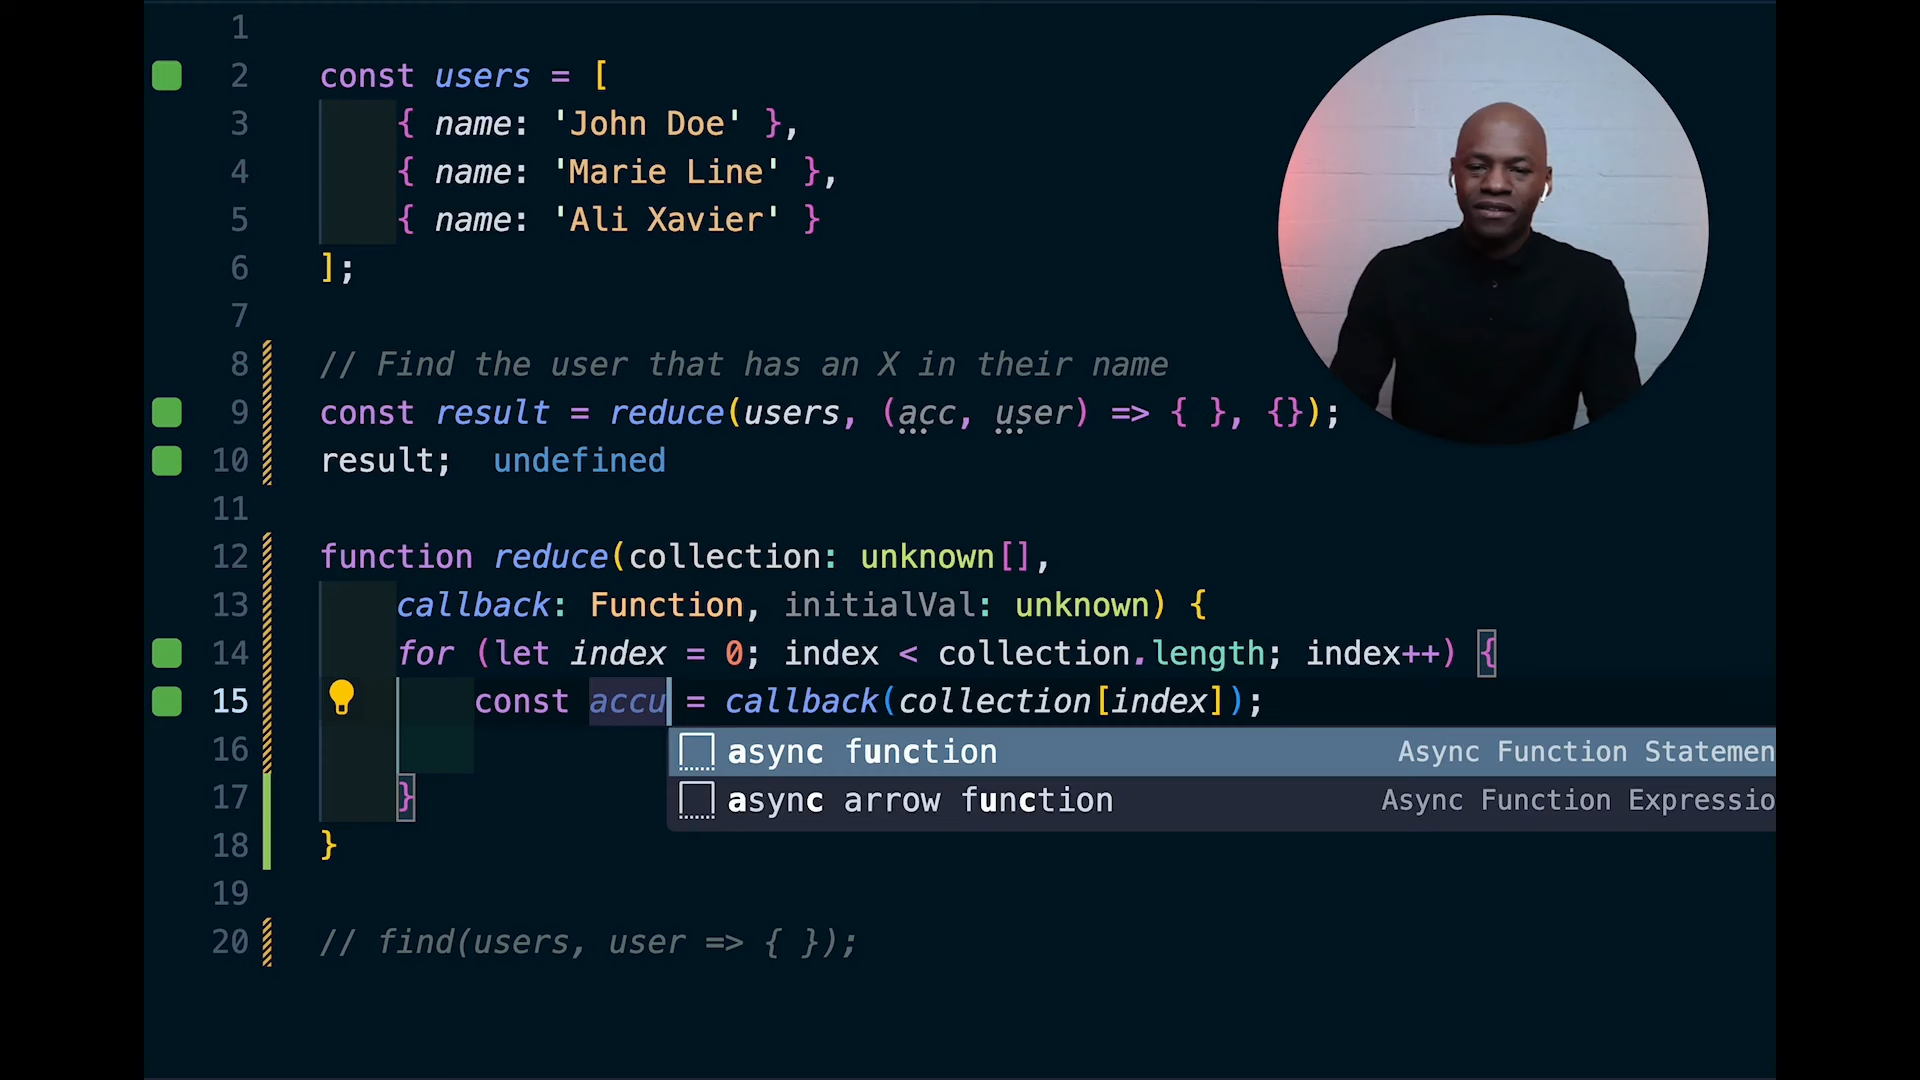 1
2 const users = [
3 { name: 'John Doe' },
4 { name: 'Marie Line' },
5 { name: 'Ali Xavier' }
6 ];
7
8 // Find the user that has an X in their name
9 const result = reduce(users, (acc, user) => { }, {});
10 result; undefined
11
12 function reduce(collection: unknown[],
13 callback: Function, initialVal: unknown) {
14 for (let index = 0; index < collection.length; index++) {
15 const accu = callback(collection[index]);
16 async function Async Function Statemen
17 } async arrow function Async Function Expressio
18 }
19
20 // find(users, user => { });